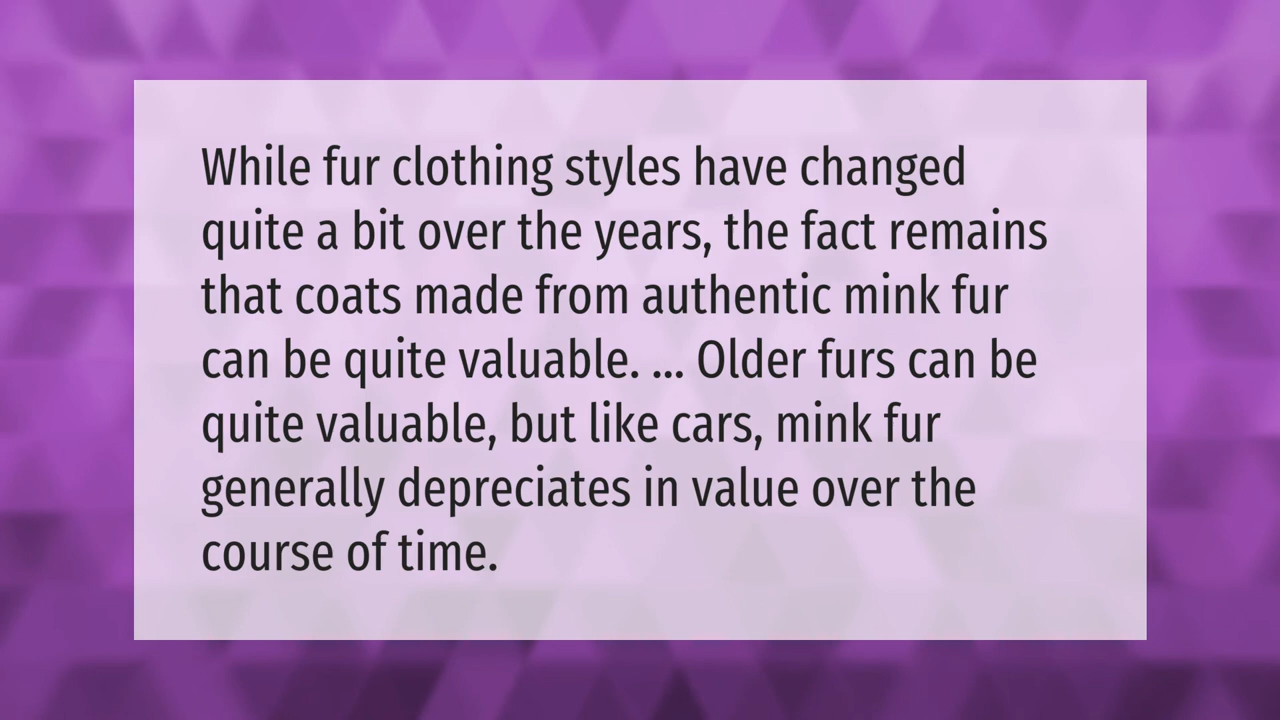 While fur clothing styles have changed
quite a bit over the years, the fact remains
that coats made from authentic mink fur
can be quite valuable. ... Older furs can be
quite valuable, but like cars, mink fur
generally depreciates in value over the
course of time.